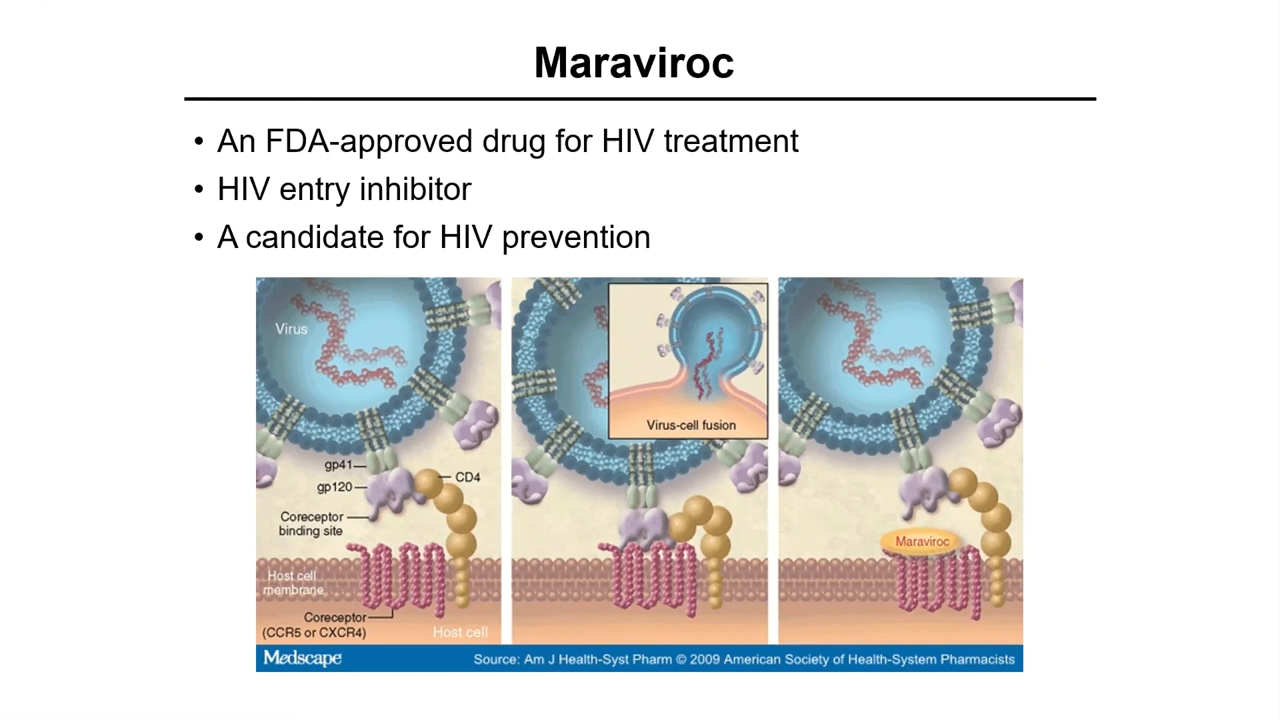 Maraviroc
• An FDA-approved drug for HIV treatment
• HIV entry inhibitor
• A candidate for HIV prevention
Virus
gp41
gp120
CD4
Coreceptor
binding site
Host cell
membrane
Coreceptor
(CCR5 or CXCR4)
Host cell
Virus-cell fusion
Maraviroc
Medscape
Source: Am J Health-Syst Pharm © 2009 American Society of Health-System Pharmacists